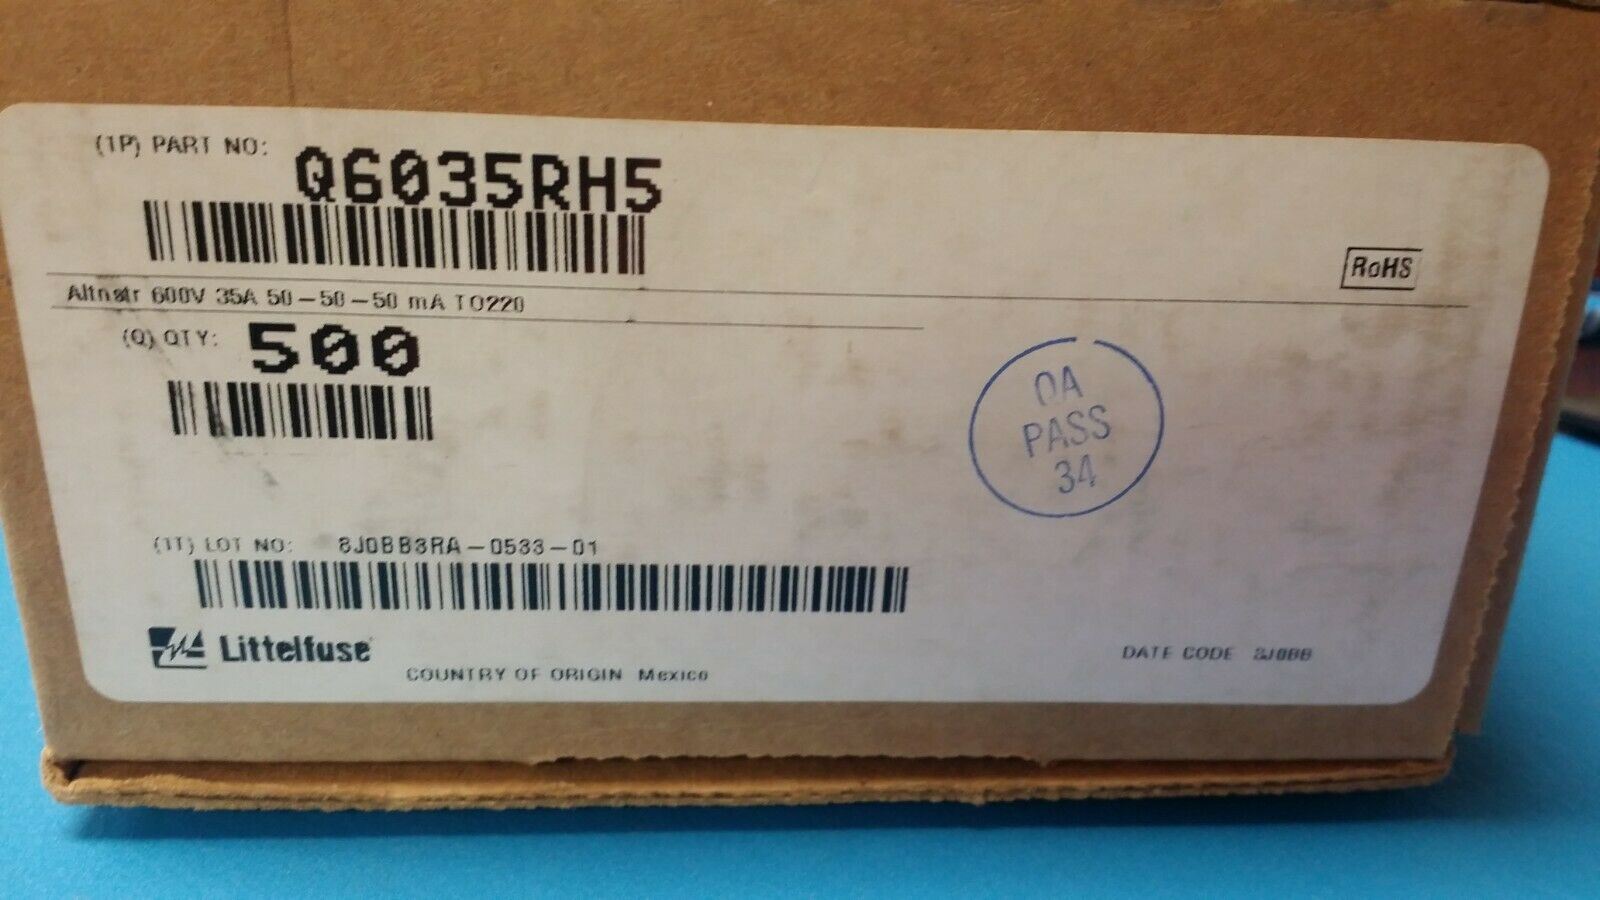 (1P) PART NO: Q6035RH5
RoHS
Altnstr 600V 35A 50-50-50 mA TO220
(Q) QTY: 500
QA
PASS
34
(1T) LOT NO: 8J0BB3RA-0533-01
Littelfuse
COUNTRY OF ORIGIN Mexico
DATE CODE 8J0BB